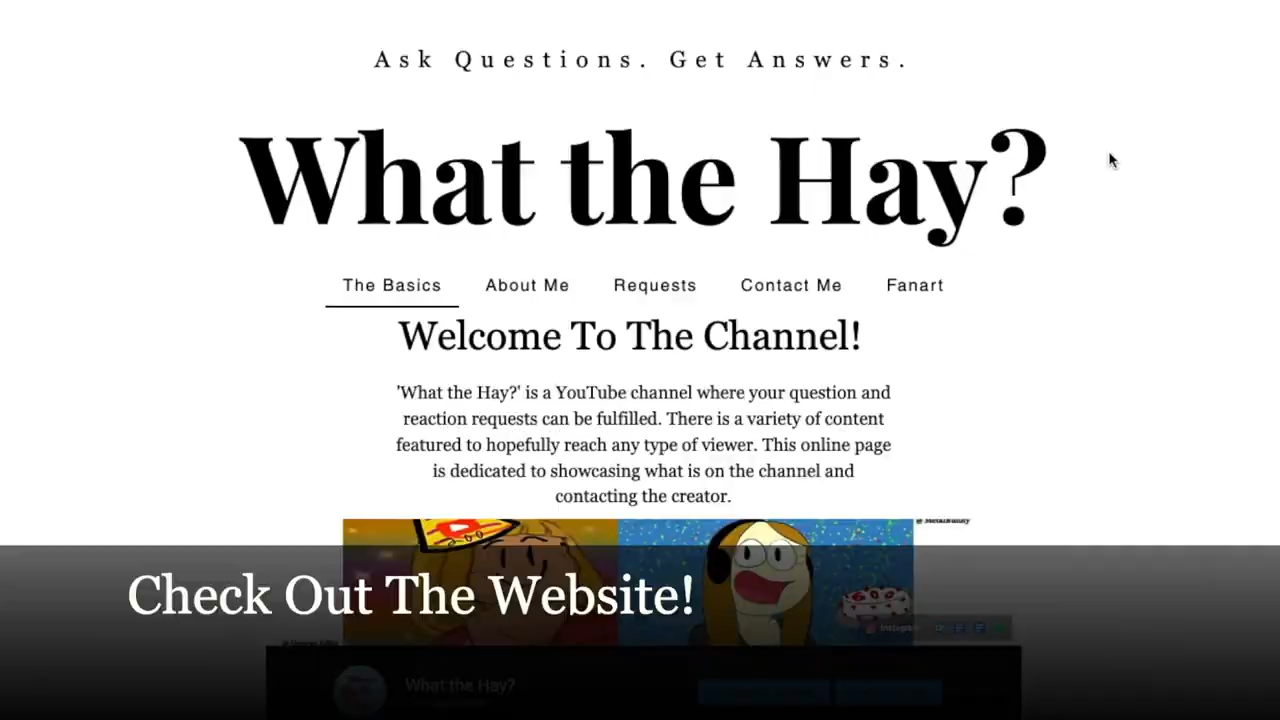 Ask Questions. Get Answers.
What the Hay?
The Basics About Me Requests Contact Me Fanart
Welcome To The Channel!
'What the Hay?' is a YouTube channel where your question and
reaction requests can be fulfilled. There is a variety of content
featured to hopefully reach any type of viewer. This online page
is dedicated to showcasing what is on the channel and
contacting the creator.
Check Out The Website!
What the Hay?